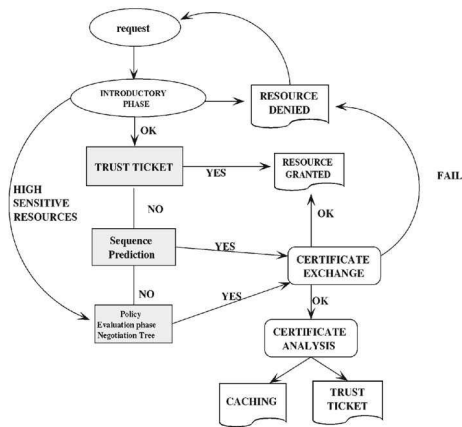 request
INTRODUCTORY
PHASE
RESOURCE
DENIED
OK
TRUST TICKET
YES
RESOURCE
GRANTED
HIGH
SENSITIVE
RESOURCES
FAIL
NO
OK
Sequence
Prediction
YES
CERTIFICATE
EXCHANGE
NO
YES
OK
Policy
Evaluation phase
Negotiation Tree
CERTIFICATE
ANALYSIS
CACHING
TRUST
TICKET